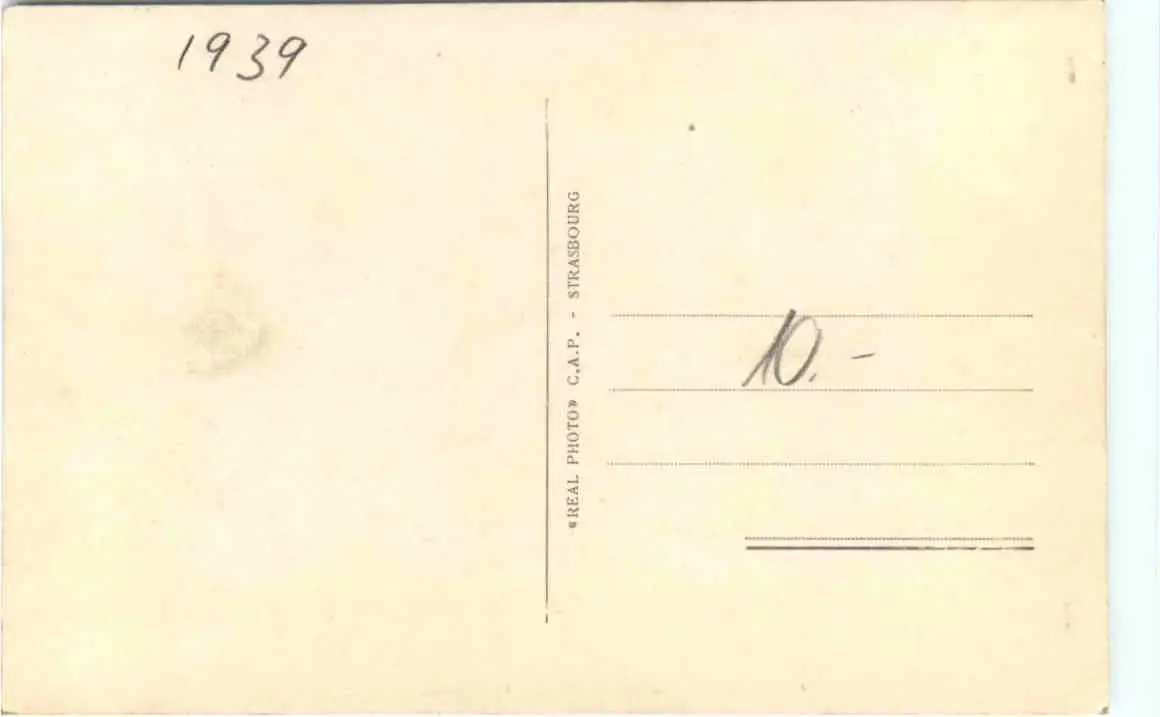 1939
«REAL PHOTO» C.A.P. - STRASBOURG
10. -